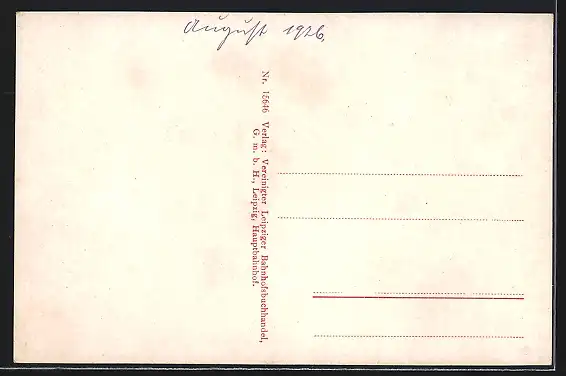 August 1926.
Nr. 15646 Verlag: Vereinigter Leipziger Bahnhofsbuchhandel,
G. m. b. H., Leipzig, Hauptbahnhof.